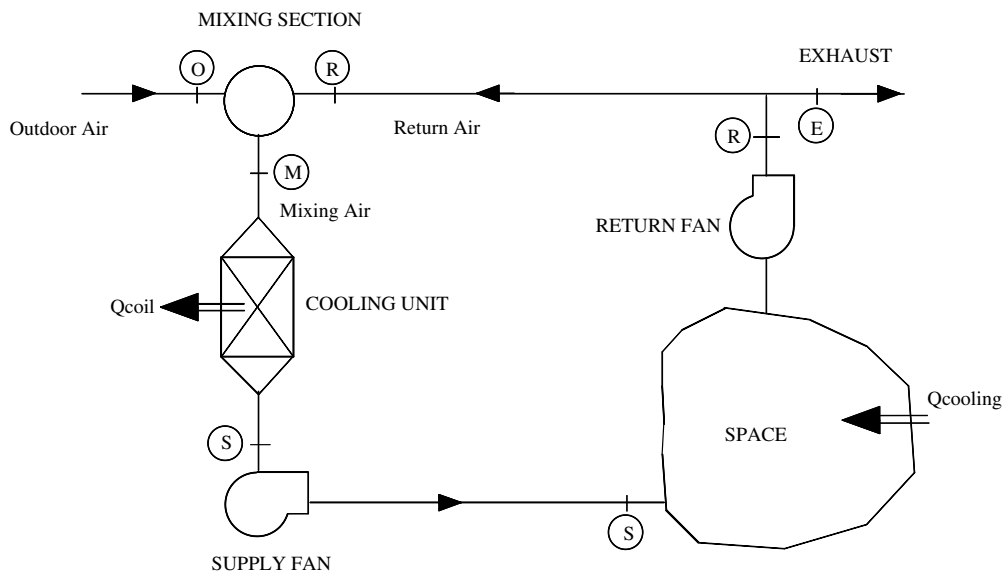 MIXING SECTION
O
R
EXHAUST
Outdoor Air
Return Air
R
E
M
Mixing Air
RETURN FAN
Qcoil
COOLING UNIT
Qcooling
SPACE
S
S
SUPPLY FAN